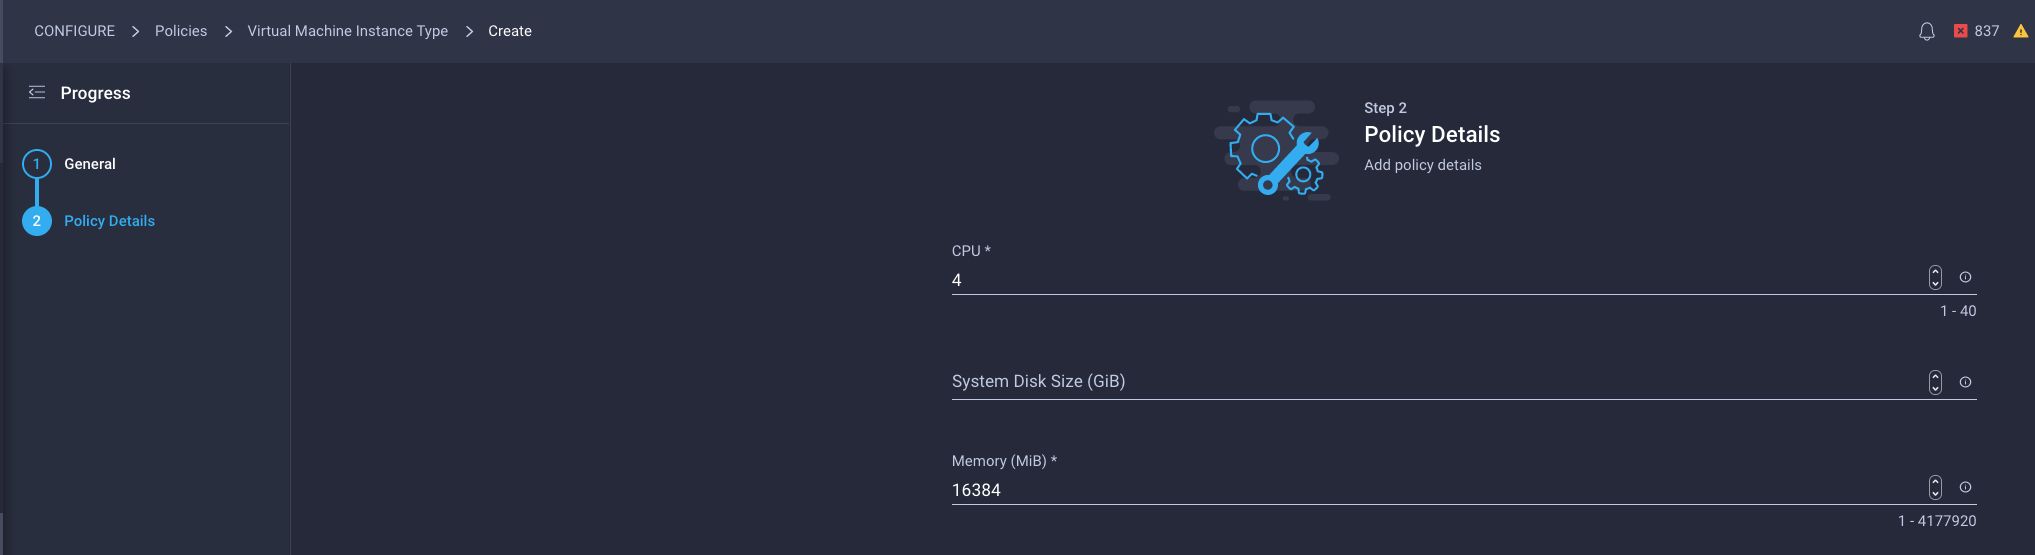 CONFIGURE > Policies > Virtual Machine Instance Type > Create
837
Progress
1 General
2 Policy Details
Step 2
Policy Details
Add policy details
CPU *
4
1 - 40
System Disk Size (GiB)
Memory (MiB) *
16384
1 - 4177920